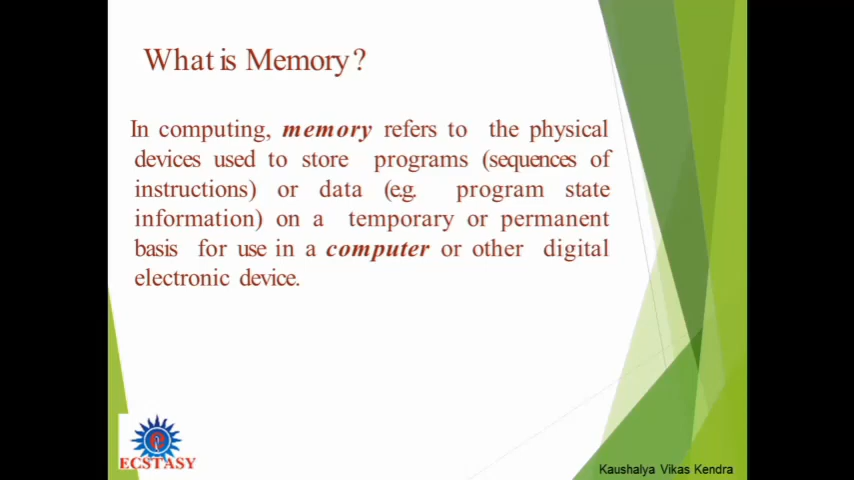 What is Memory?
In computing, memory refers to the physical
devices used to store programs (sequences of
instructions) or data (e.g. program state
information) on a temporary or permanent
basis for use in a computer or other digital
electronic device.
ECSTASY
Kaushalya Vikas Kendra